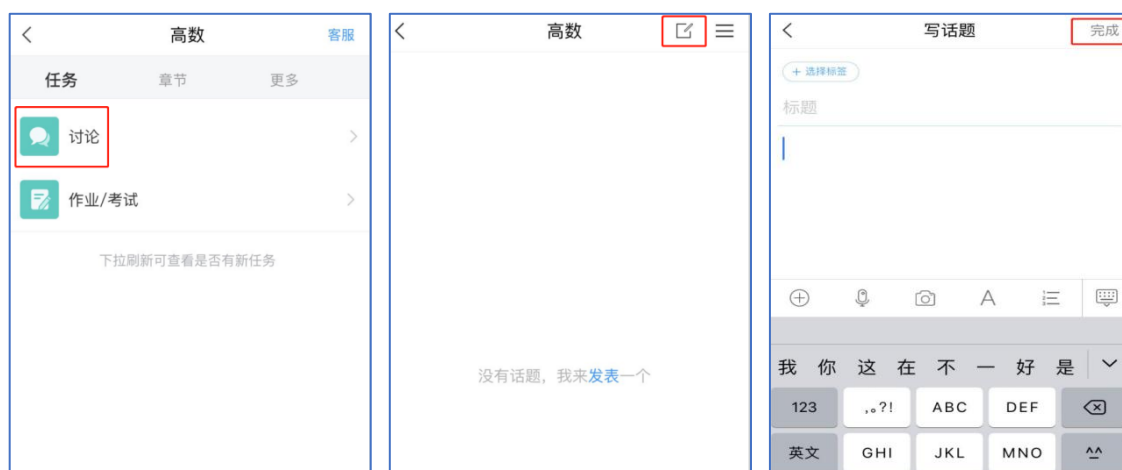 高数
客服
任务
章节
更多
讨论
作业/考试
下拉刷新可查看是否有新任务
高数
没有话题，我来发表一个
写话题
完成
+ 选择标签
标题
A
我 你 这 在 不 一 好 是
123 ,。?! ABC DEF
英文 GHI JKL MNO ^^